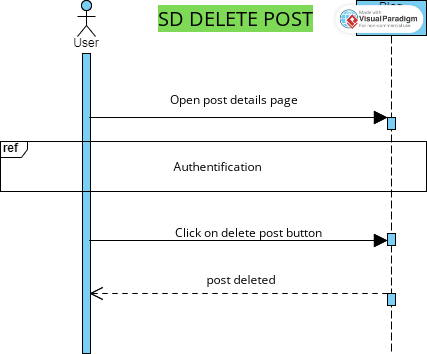 SD DELETE POST
Made with
Visual Paradigm
For non-commercial use
User
Open post details page
ref
Authentification
Click on delete post button
post deleted